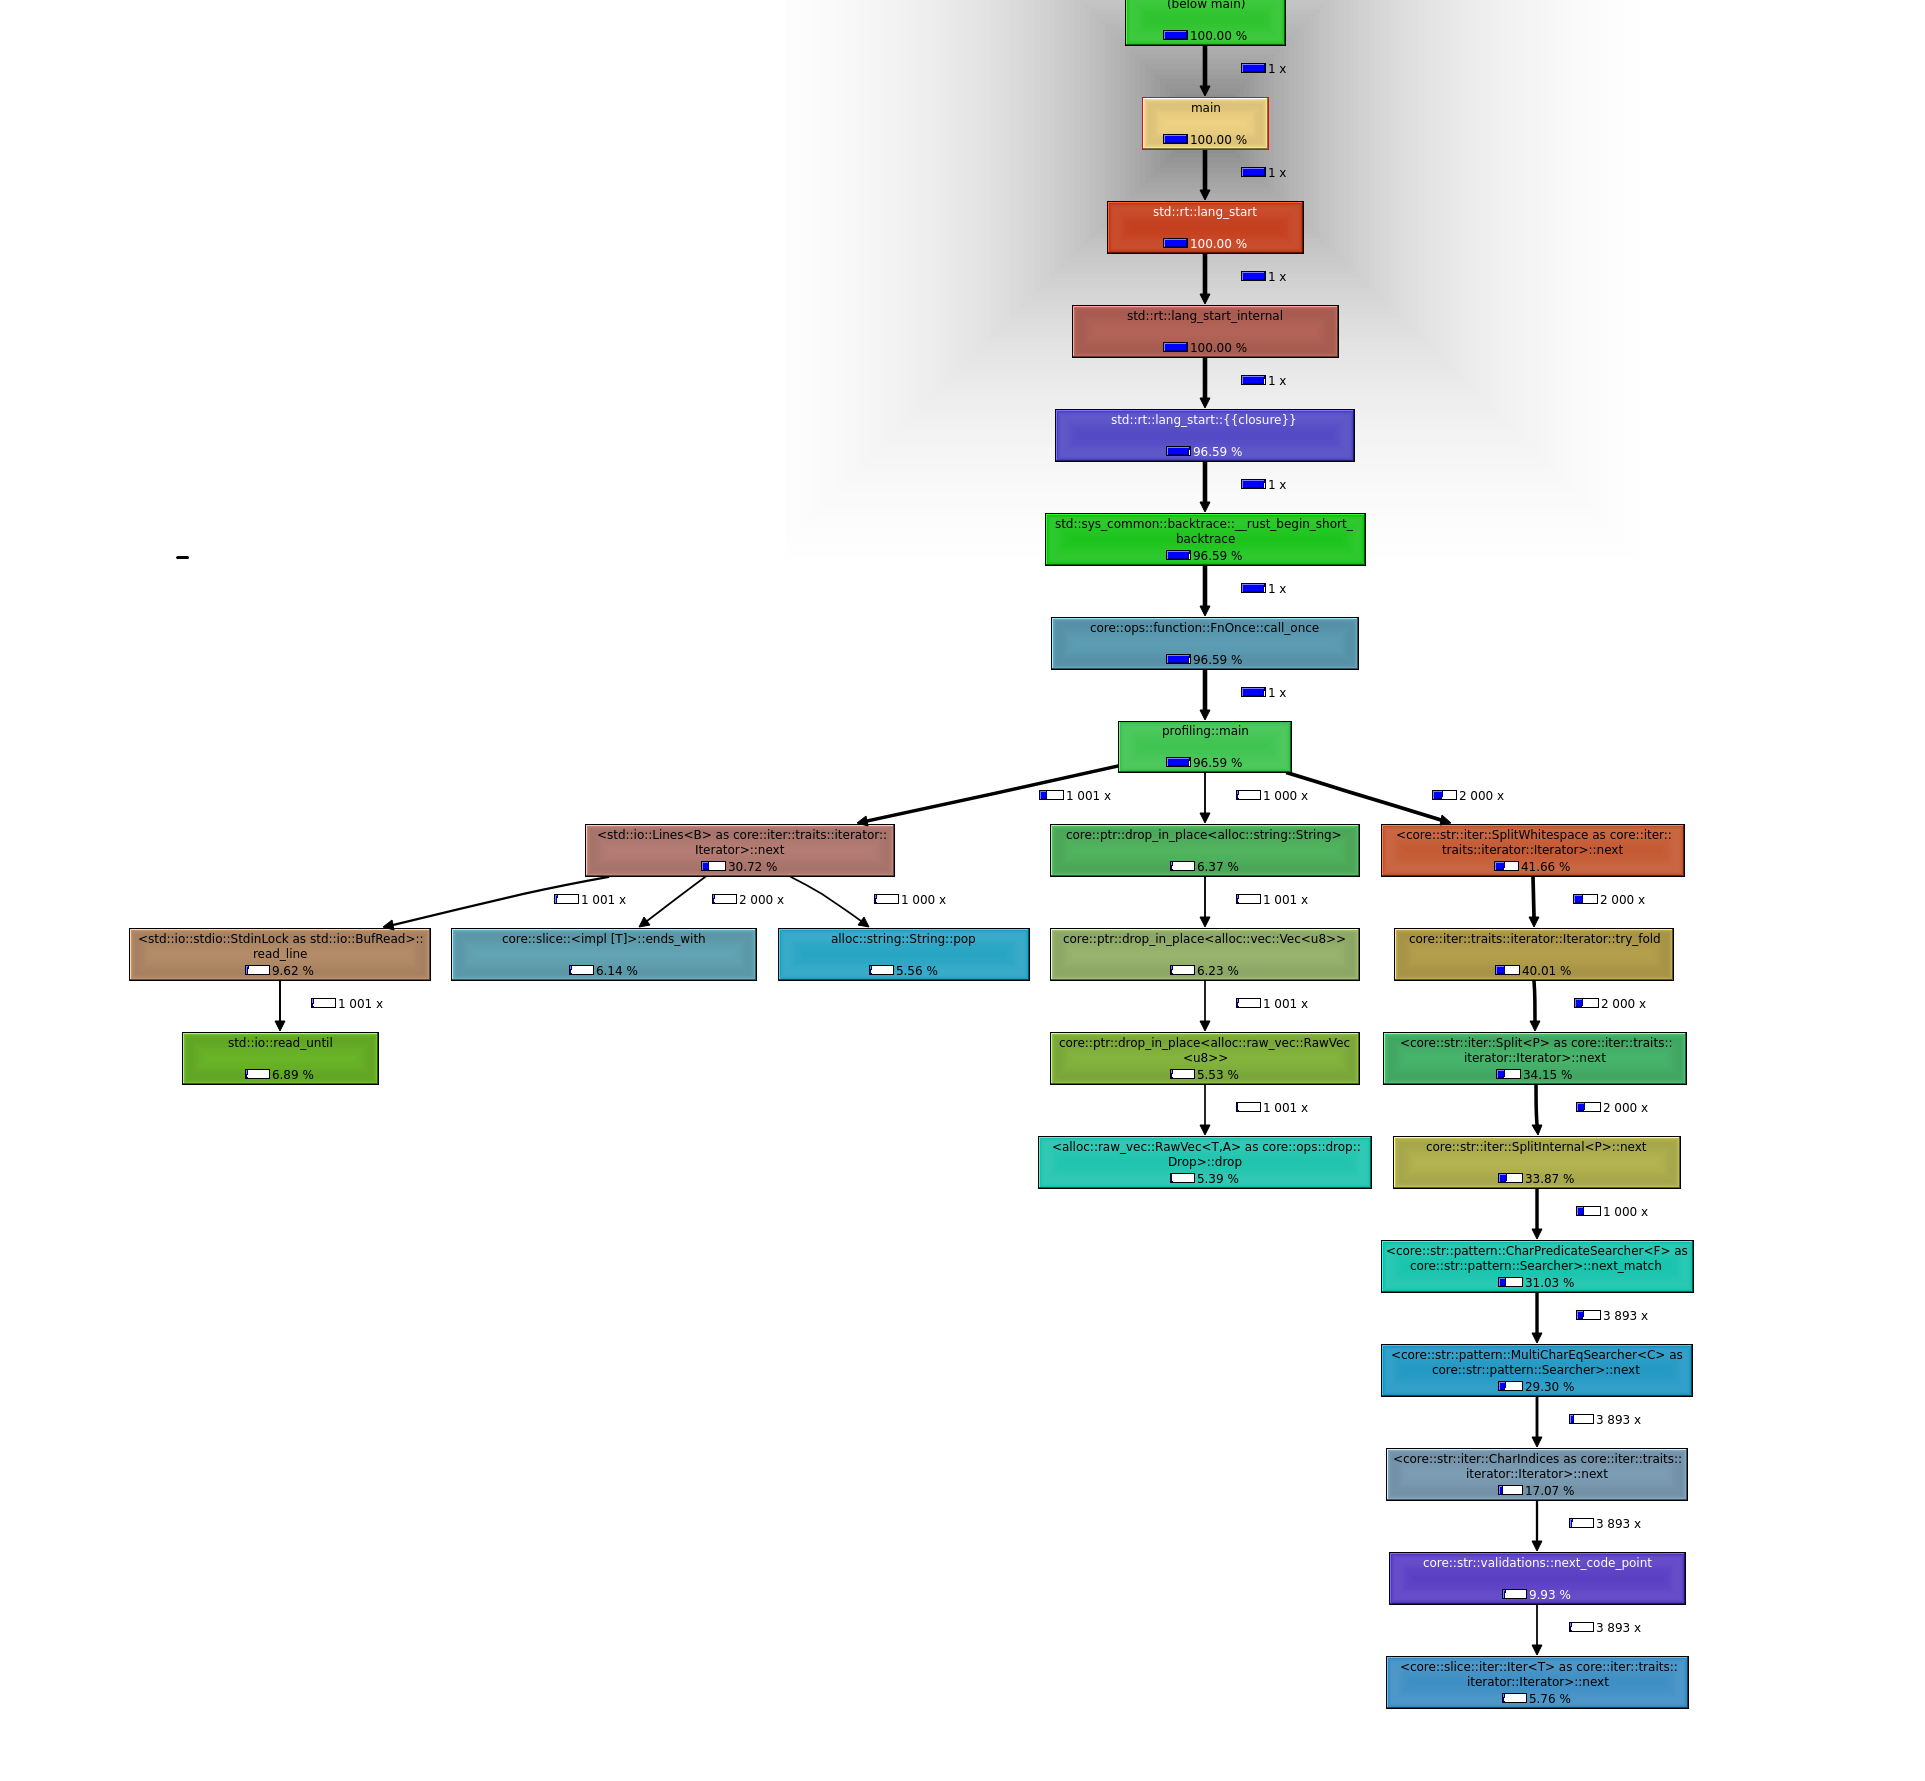 (below main)
100.00 %
1 x
main
100.00 %
1 x
std::rt::lang_start
100.00 %
1 x
std::rt::lang_start_internal
100.00 %
1 x
std::rt::lang_start::{{closure}}
96.59 %
1 x
std::sys_common::backtrace::__rust_begin_short_
backtrace
96.59 %
1 x
core::ops::function::FnOnce::call_once
96.59 %
1 x
profiling::main
96.59 %
1 001 x
1 000 x
2 000 x
<std::io::Lines<B> as core::iter::traits::iterator::
Iterator>::next
30.72 %
core::ptr::drop_in_place<alloc::string::String>
6.37 %
<core::str::iter::SplitWhitespace as core::iter::
traits::iterator::Iterator>::next
41.66 %
1 001 x
2 000 x
1 000 x
1 001 x
2 000 x
<std::io::stdio::StdinLock as std::io::BufRead>::
read_line
9.62 %
core::slice::<impl [T]>::ends_with
6.14 %
alloc::string::String::pop
5.56 %
core::ptr::drop_in_place<alloc::vec::Vec<u8>>
6.23 %
core::iter::traits::iterator::Iterator::try_fold
40.01 %
1 001 x
1 001 x
2 000 x
std::io::read_until
6.89 %
core::ptr::drop_in_place<alloc::raw_vec::RawVec
<u8>>
5.53 %
<core::str::iter::Split<P> as core::iter::traits::
iterator::Iterator>::next
34.15 %
1 001 x
2 000 x
<alloc::raw_vec::RawVec<T,A> as core::ops::drop::
Drop>::drop
5.39 %
core::str::iter::SplitInternal<P>::next
33.87 %
1 000 x
<core::str::pattern::CharPredicateSearcher<F> as
core::str::pattern::Searcher>::next_match
31.03 %
3 893 x
<core::str::pattern::MultiCharEqSearcher<C> as
core::str::pattern::Searcher>::next
29.30 %
3 893 x
<core::str::iter::CharIndices as core::iter::traits::
iterator::Iterator>::next
17.07 %
3 893 x
core::str::validations::next_code_point
9.93 %
3 893 x
<core::slice::iter::Iter<T> as core::iter::traits::
iterator::Iterator>::next
5.76 %